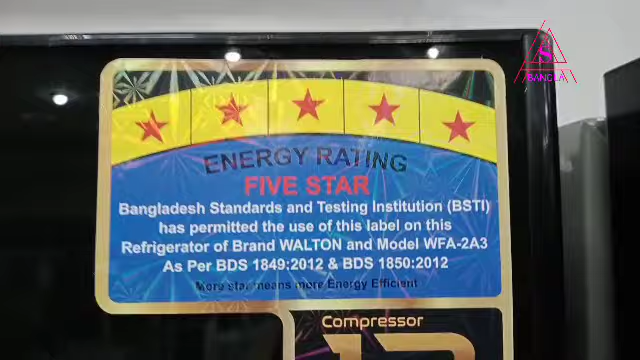 S
BANGLA
ENERGY RATING
FIVE STAR
Bangladesh Standards and Testing Institution (BSTI)
has permitted the use of this label on this
Refrigerator of Brand WALTON and Model WFA-2A3
As Per BDS 1849:2012 & BDS 1850:2012
More star means more Energy Efficient
Compressor
12